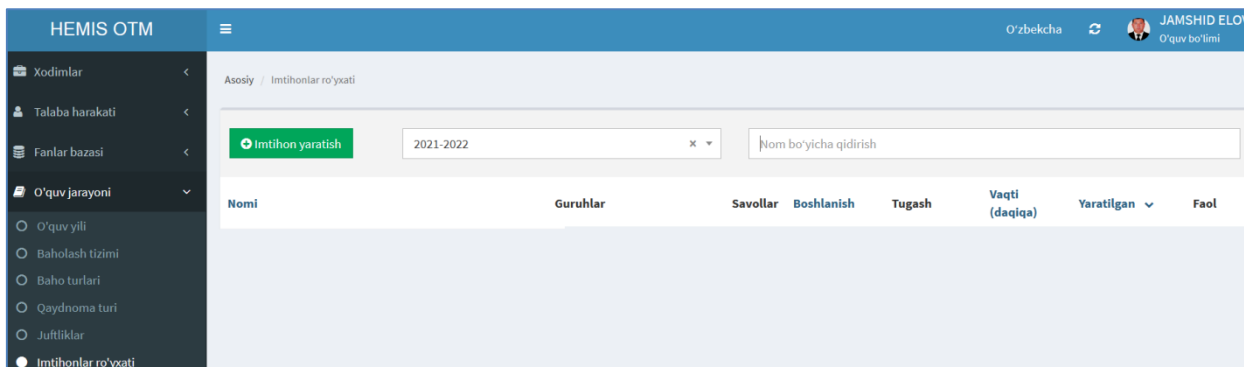 HEMIS OTM
O'zbekcha
JAMSHID
O'quv bo'limi
Xodimlar
Talaba harakati
Fanlar bazasi
O'quv jarayoni
O'quv yili
Baholash tizimi
Baho turlari
Qaydnoma turi
Juftliklar
Imtihonlar ro'yxati
Asosiy / Imtihonlar ro'yxati
Imtihon yaratish
2021-2022
Nom bo'yicha qidirish
Nomi Guruhlar Savollar Boshlanish Tugash Vaqti (daqiqa) Yaratilgan Faol